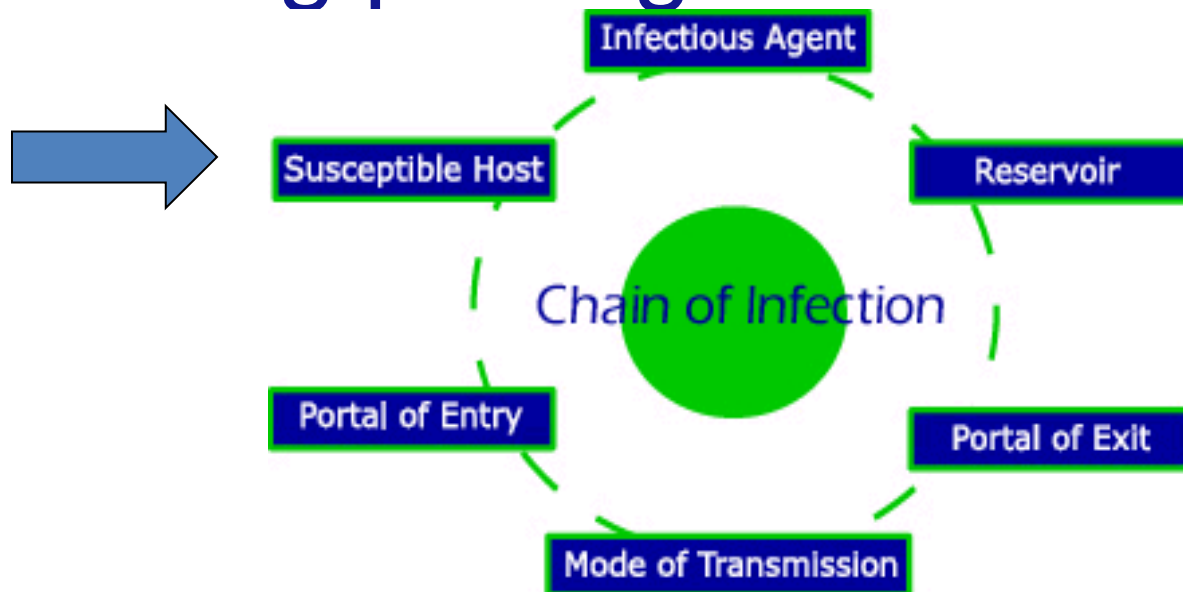 Infectious Agent
Susceptible Host
Reservoir
Chain of Infection
Portal of Entry
Portal of Exit
Mode of Transmission